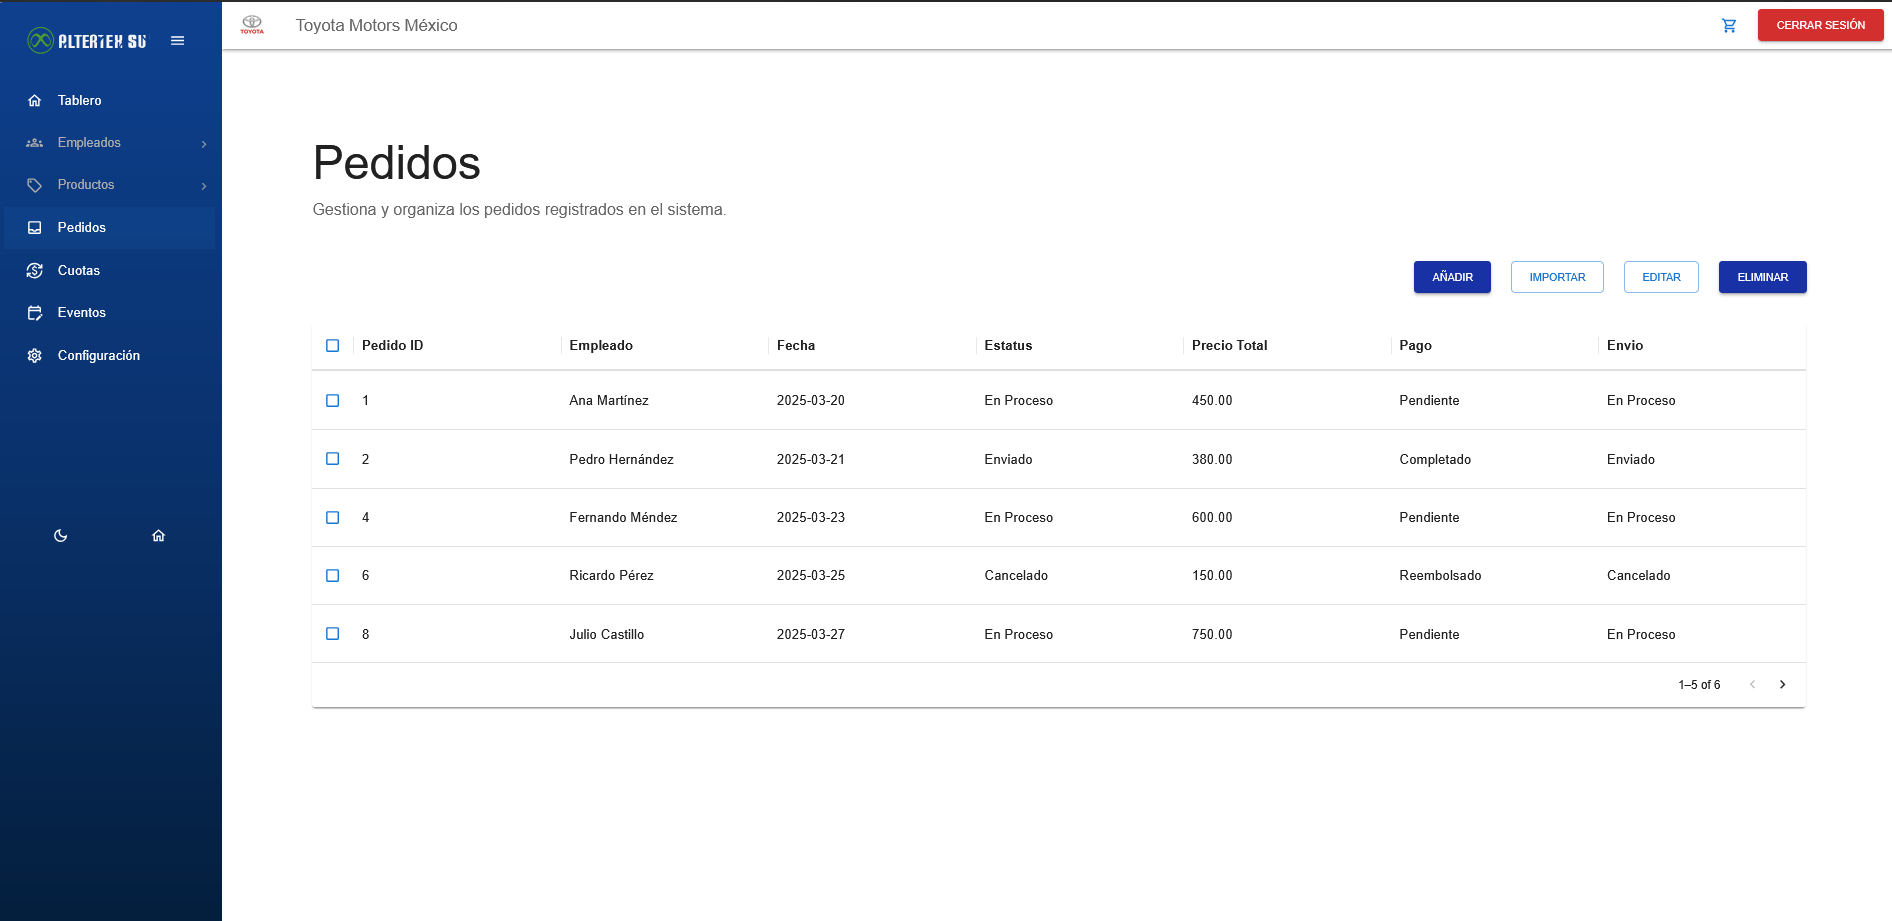 ALTERTEX SU
Toyota Motors México
CERRAR SESIÓN
TOYOTA
Tablero
Empleados
Productos
Pedidos
Cuotas
Eventos
Configuración
Pedidos
Gestiona y organiza los pedidos registrados en el sistema.
AÑADIR IMPORTAR EDITAR ELIMINAR
Pedido ID Empleado Fecha Estatus Precio Total Pago Envio
1 Ana Martínez 2025-03-20 En Proceso 450.00 Pendiente En Proceso
2 Pedro Hernández 2025-03-21 Enviado 380.00 Completado Enviado
4 Fernando Méndez 2025-03-23 En Proceso 600.00 Pendiente En Proceso
6 Ricardo Pérez 2025-03-25 Cancelado 150.00 Reembolsado Cancelado
8 Julio Castillo 2025-03-27 En Proceso 750.00 Pendiente En Proceso
1–5 of 6